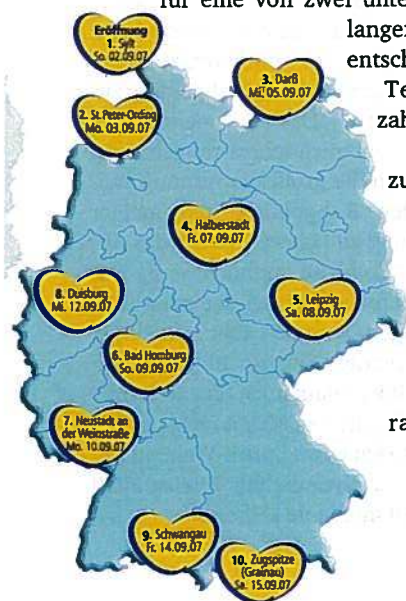 für eine von zwei unter
langer
entsch
Te
zah
zu
ra
Eröffnung
1. Sylt
So. 02.09.07
2. St. Peter-Ording
Mo. 03.09.07
3. Darß
Mi. 05.09.07
4. Halberstadt
Fr. 07.09.07
5. Leipzig
Sa. 08.09.07
6. Bad Homburg
So. 09.09.07
7. Neustadt an
der Weinstraße
Mo. 10.09.07
8. Duisburg
Mi. 12.09.07
9. Schwangau
Fr. 14.09.07
10. Zugspitze
(Grainau)
Sa. 15.09.07